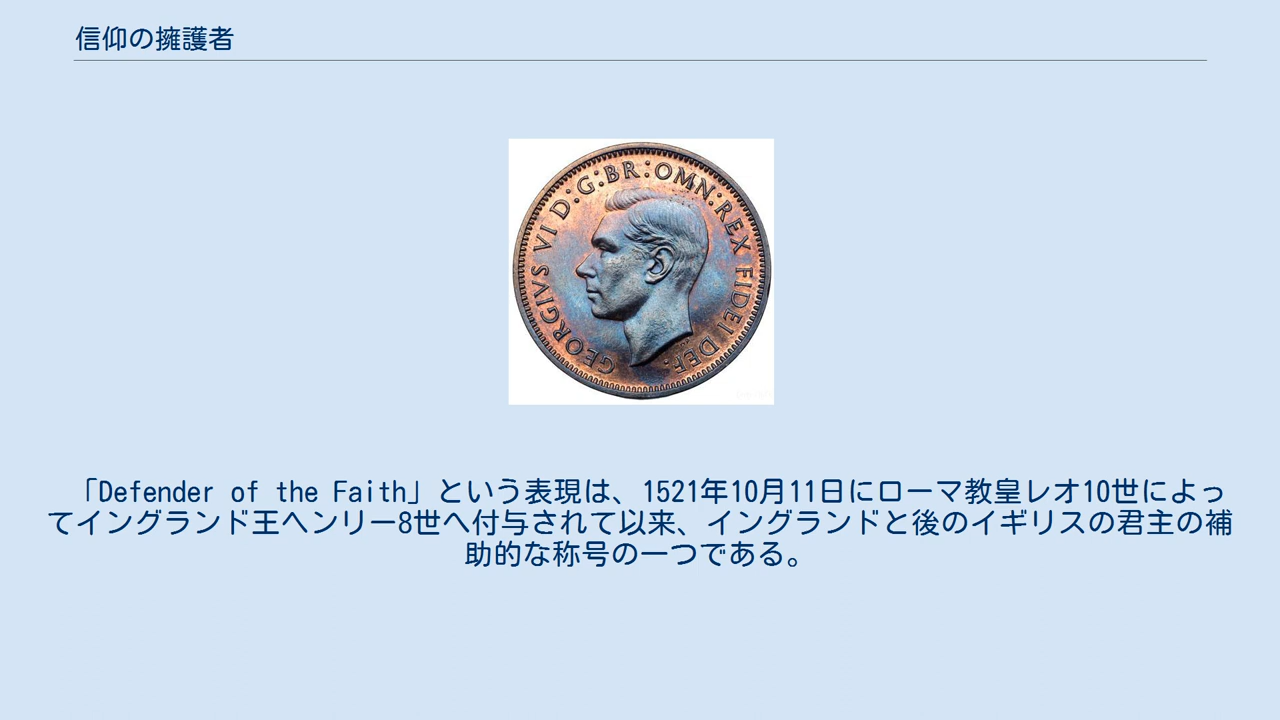 信仰の擁護者
GEORGIVS VI D:G:BR:OMN:REX FIDEI DEF:
「Defender of the Faith」という表現は、1521年10月11日にローマ教皇レオ10世によっ
てイングランド王ヘンリー8世へ付与されて以来、イングランドと後のイギリスの君主の補
助的な称号の一つである。